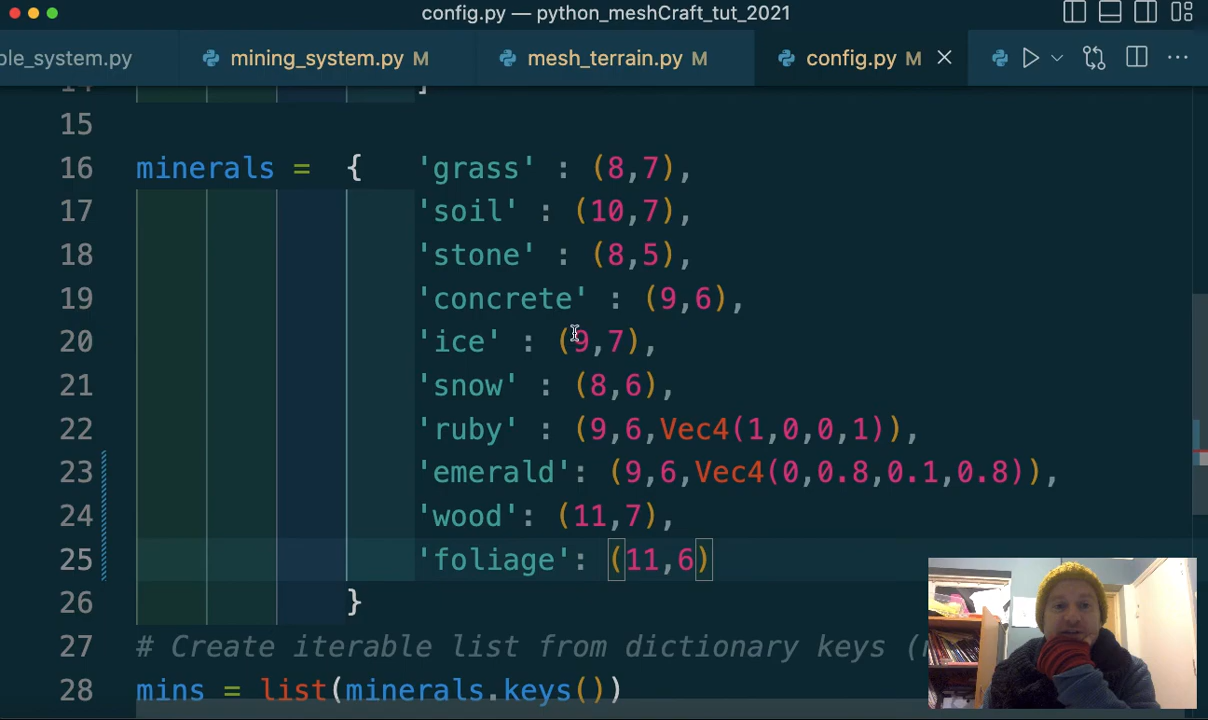 config.py — python_meshCraft_tut_2021
ble_system.py mining_system.py M mesh_terrain.py M config.py M
14 ]
15
16 minerals = { 'grass' : (8,7),
17 'soil' : (10,7),
18 'stone' : (8,5),
19 'concrete' : (9,6),
20 'ice' : (9,7),
21 'snow' : (8,6),
22 'ruby' : (9,6,Vec4(1,0,0,1)),
23 'emerald': (9,6,Vec4(0,0.8,0.1,0.8)),
24 'wood': (11,7),
25 'foliage': (11,6)
26 }
27 # Create iterable list from dictionary keys (
28 mins = list(minerals.keys())